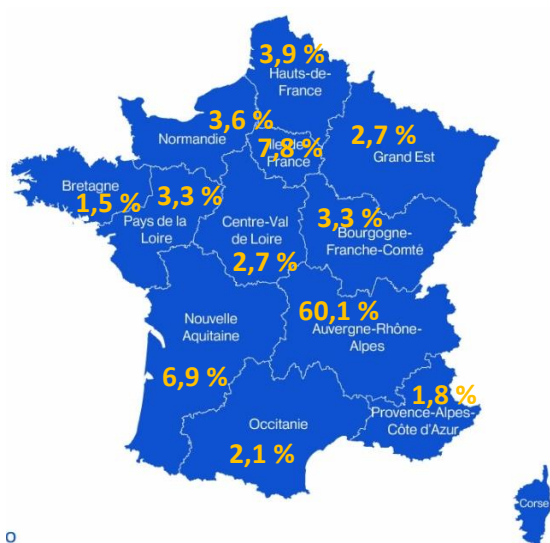 3,9 %
Hauts-de-
France
3,6 %
Normandie
7,8 %
Île-de-
France
2,7 %
Grand Est
Bretagne
1,5 %
3,3 %
Pays de la
Loire
Centre-Val
de Loire
2,7 %
3,3 %
Bourgogne-
Franche-Comté
60,1 %
Auvergne-Rhône-
Alpes
Nouvelle
Aquitaine
6,9 %
1,8 %
Provence-Alpes-
Côte d'Azur
Occitanie
2,1 %
Corse
O